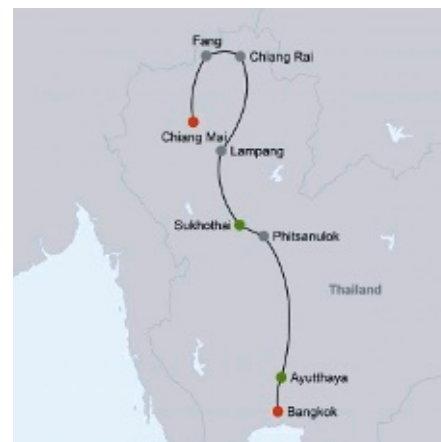 Fang
Chiang Rai
Chiang Mai
Lampang
Sukhothai
Phitsanulok
Thailand
Ayutthaya
Bangkok